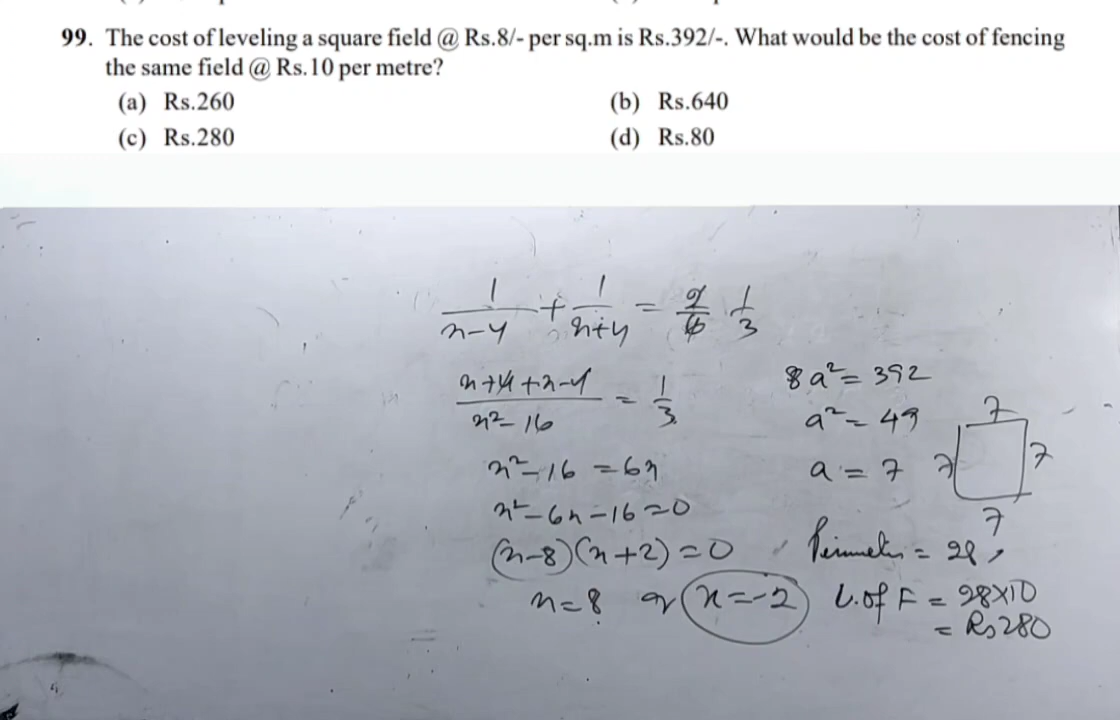 99. The cost of leveling a square field @ Rs.8/- per sq.m is Rs.392/-. What would be the cost of fencing
the same field @ Rs.10 per metre?
(a) Rs.260 (b) Rs.640
(c) Rs.280 (d) Rs.80
1/(x-4) + 1/(x+4) = 2/6 1/3
(x+4+x-4)/(x²-16) = 1/3
x²-16 = 6x
x²-6x-16=0
(x-8)(x+2)=0
x=8 or x=-2
8a²=392
a²=49
a=7
7
7
7
7
Perimeter = 28
C.of F = 28×10
= Rs280